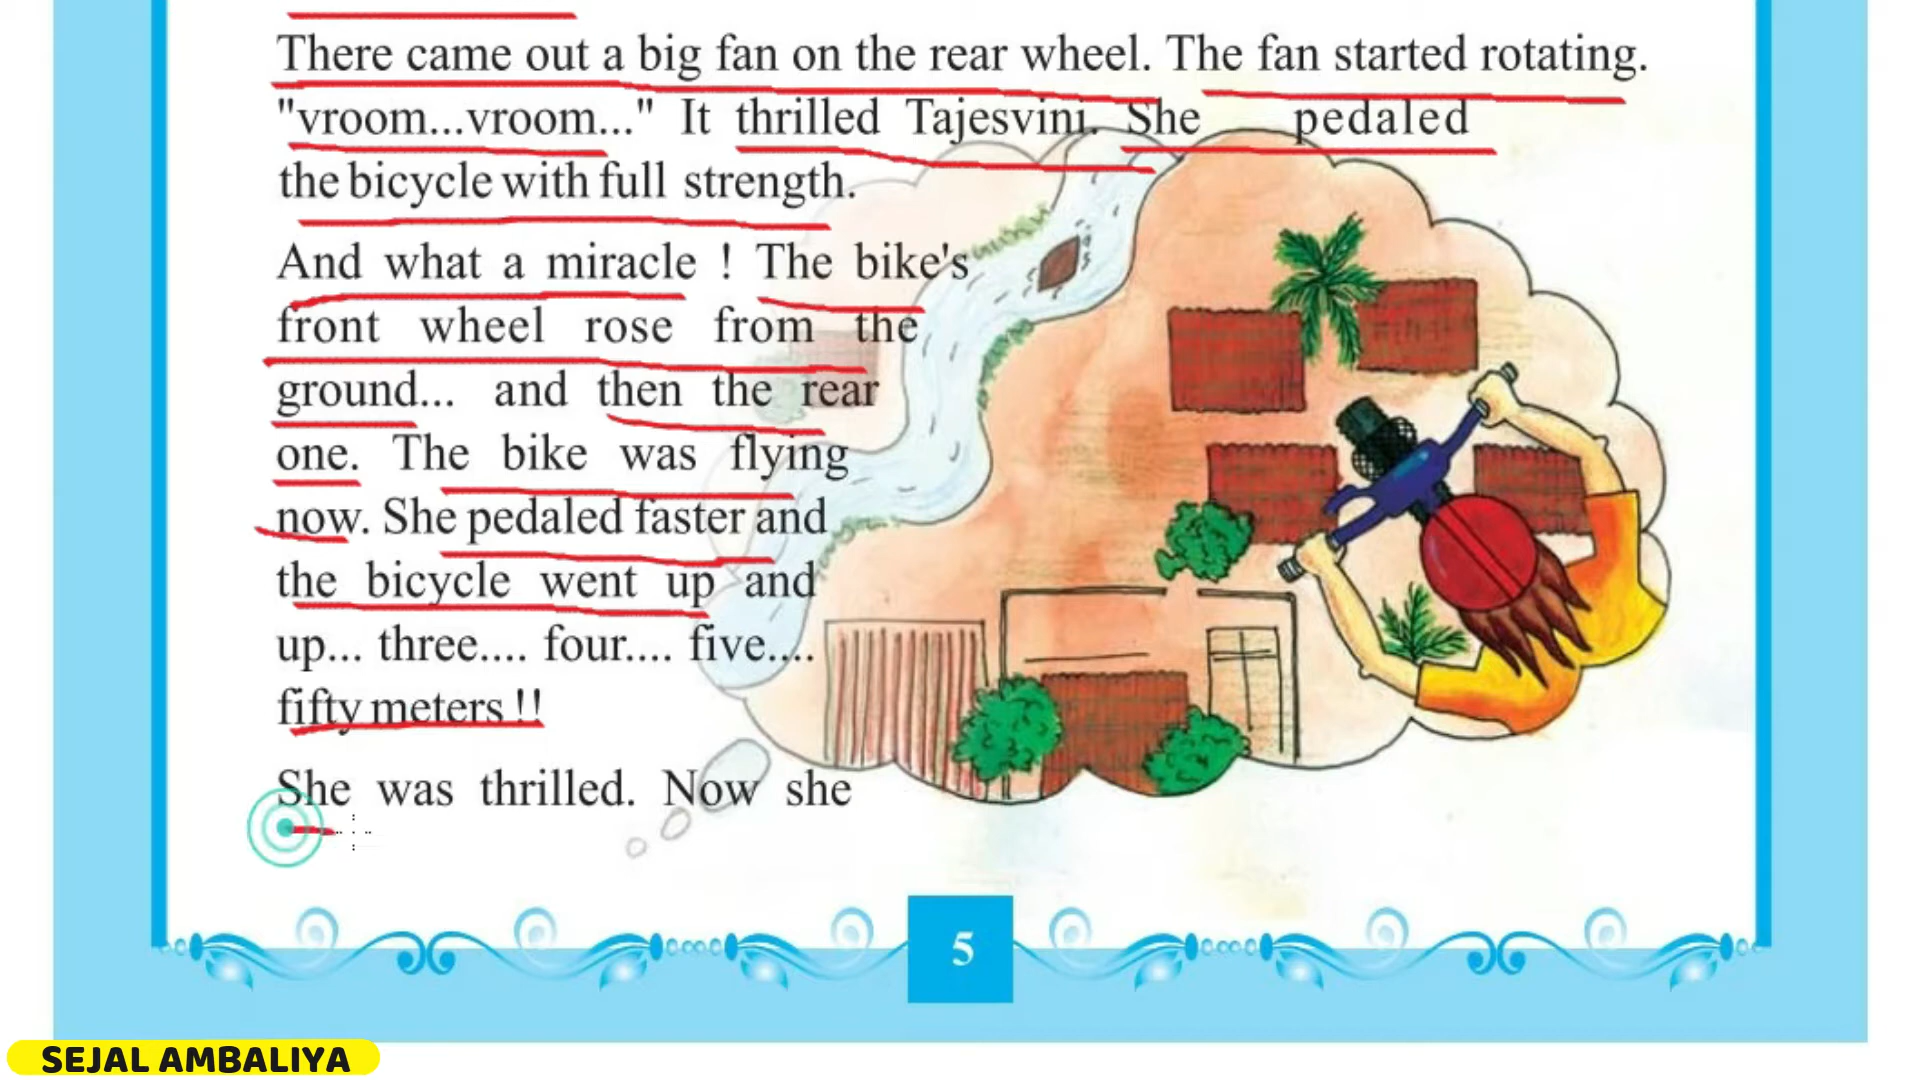 There came out a big fan on the rear wheel. The fan started rotating.
"vroom...vroom..." It thrilled Tajesvini. She pedaled
the bicycle with full strength.
And what a miracle ! The bike's
front wheel rose from the
ground... and then the rear
one. The bike was flying
now. She pedaled faster and
the bicycle went up and
up... three.... four.... five....
fifty meters !!
She was thrilled. Now she
5
SEJAL AMBALIYA